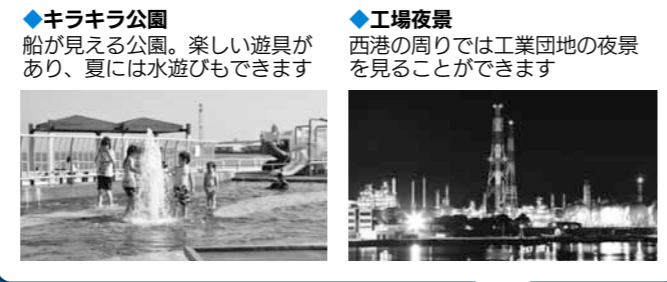 ◆キラキラ公園
船が見える公園。楽しい遊具が
あり、夏には水遊びもできます
◆工場夜景
西港の周りでは工業団地の夜景
を見ることができます